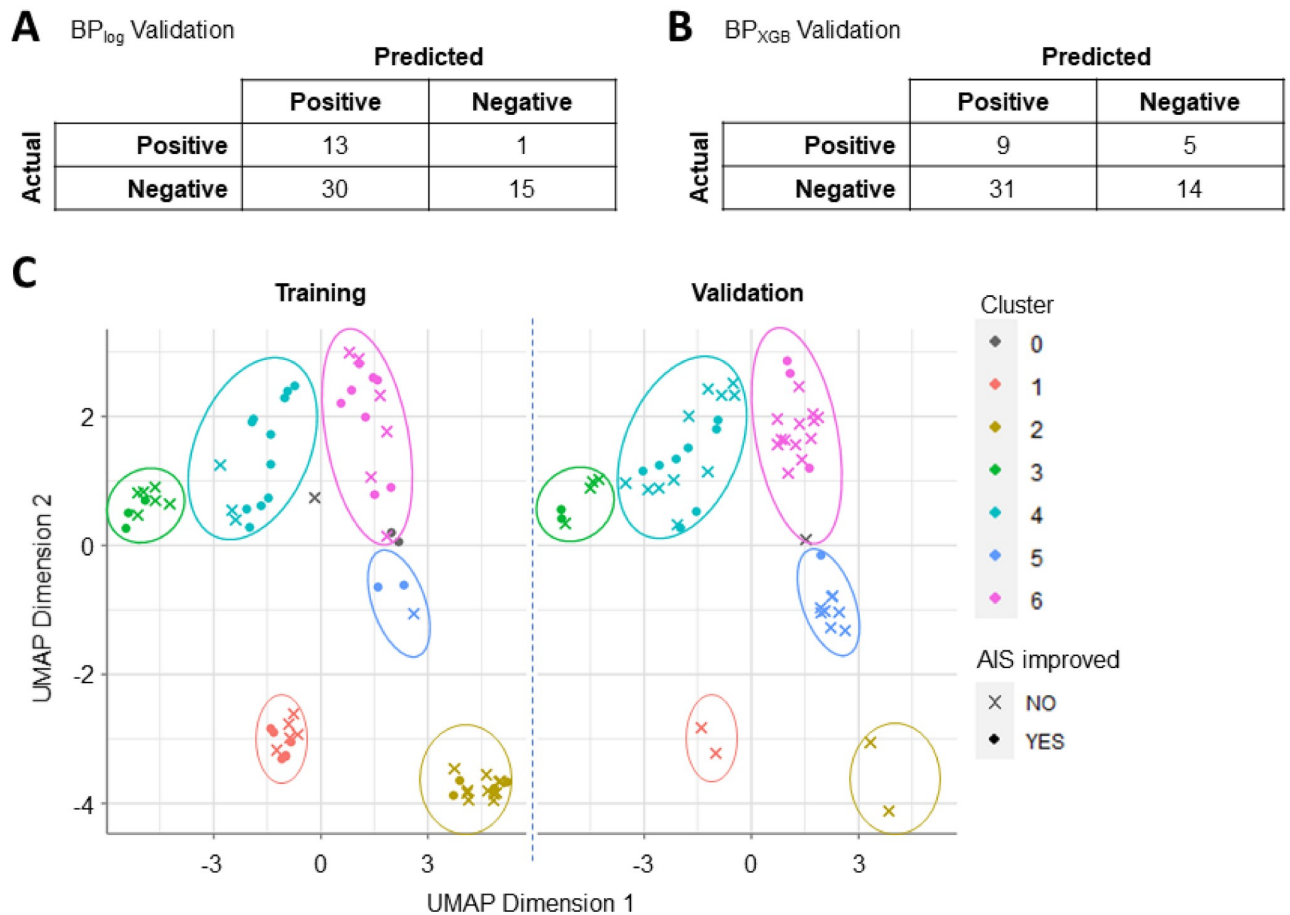 A BP_log Validation
Predicted
Positive Negative
Actual
Positive 13 1
Negative 30 15
B BP_XGB Validation
Predicted
Positive Negative
Actual
Positive 9 5
Negative 31 14
C
Training
Validation
UMAP Dimension 2
2
0
-2
-4
-3 0 3
-3 0 3
UMAP Dimension 1
Cluster
0
1
2
3
4
5
6
AIS improved
NO
YES